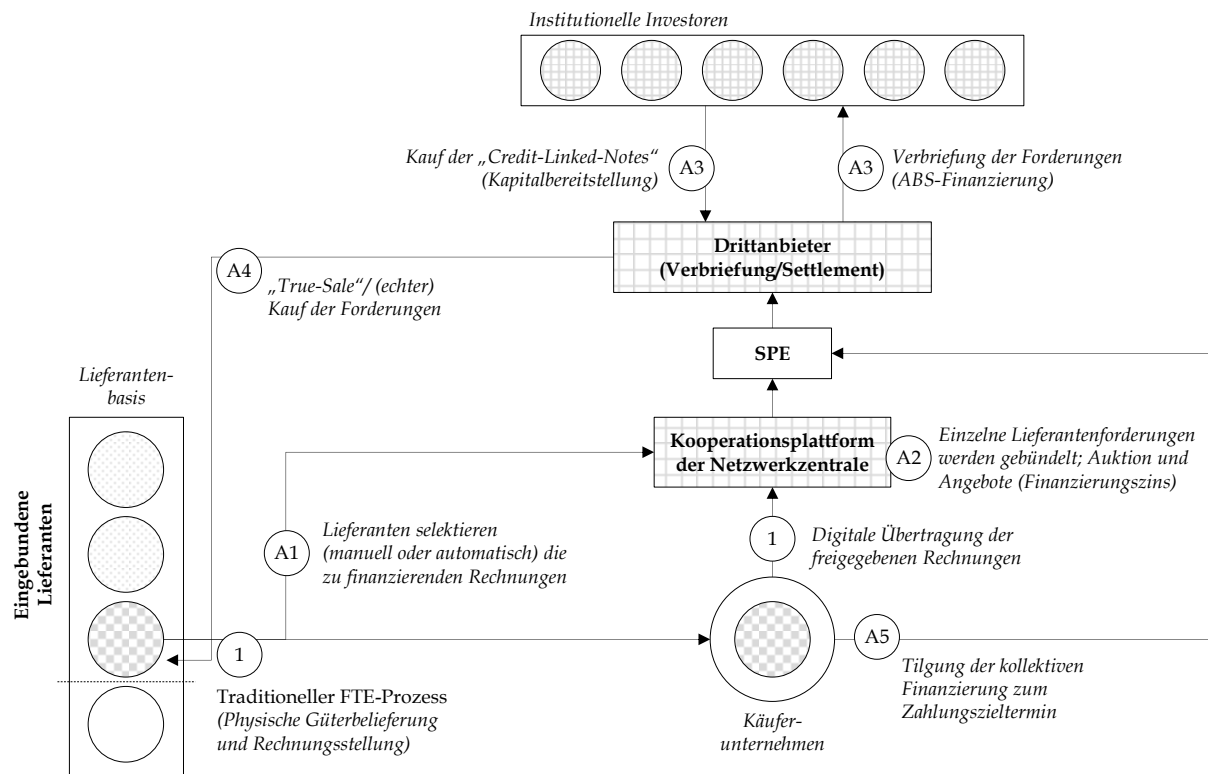 Institutionelle Investoren
Kauf der „Credit-Linked-Notes“
(Kapitalbereitstellung)
A3
A3
Verbriefung der Forderungen
(ABS-Finanzierung)
Drittanbieter
(Verbriefung/Settlement)
A4
„True-Sale“/ (echter)
Kauf der Forderungen
SPE
Lieferanten-
basis
Kooperationsplattform
der Netzwerkzentrale
A2
Einzelne Lieferantenforderungen
werden gebündelt; Auktion und
Angebote (Finanzierungszins)
Eingebundene
Lieferanten
A1
Lieferanten selektieren
(manuell oder automatisch) die
zu finanzierenden Rechnungen
1
Digitale Übertragung der
freigegebenen Rechnungen
1
Traditioneller FTE-Prozess
(Physische Güterbelieferung
und Rechnungsstellung)
Käufer-
unternehmen
A5
Tilgung der kollektiven
Finanzierung zum
Zahlungszieltermin